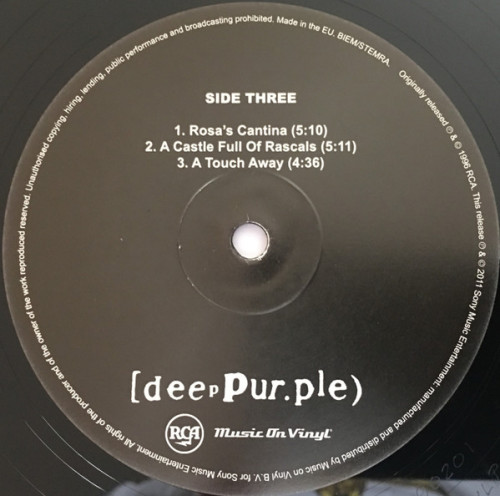 SIDE THREE
1. Rosa's Cantina (5:10)
2. A Castle Full Of Rascals (5:11)
3. A Touch Away (4:36)
[deepPur.ple)
RCA Music On Vinyl
Originally released ℗ & © 1996 RCA. This release ℗ & © 2011 Sony Music Entertainment: manufactured and distributed by Music on Vinyl B.V. for Sony Music Entertainment. All rights of the producer and of the owner of the work reproduced reserved. Unauthorised copying, hiring, lending, public performance and broadcasting prohibited. Made in the EU. BIEM/STEMRA.